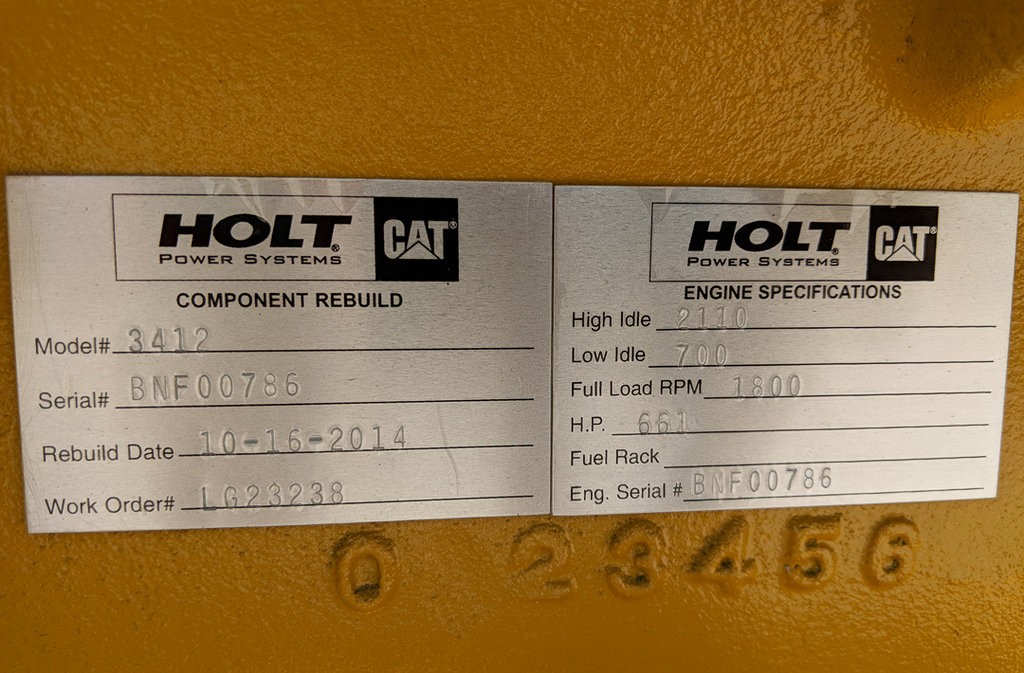 HOLT® CAT®
POWER SYSTEMS
COMPONENT REBUILD
Model# 3412
Serial# BNF00786
Rebuild Date 10-16-2014
Work Order# LG23238
HOLT® CAT®
POWER SYSTEMS
ENGINE SPECIFICATIONS
High Idle 2110
Low Idle 700
Full Load RPM 1800
H.P. 661
Fuel Rack
Eng. Serial # BNF00786
0 23456